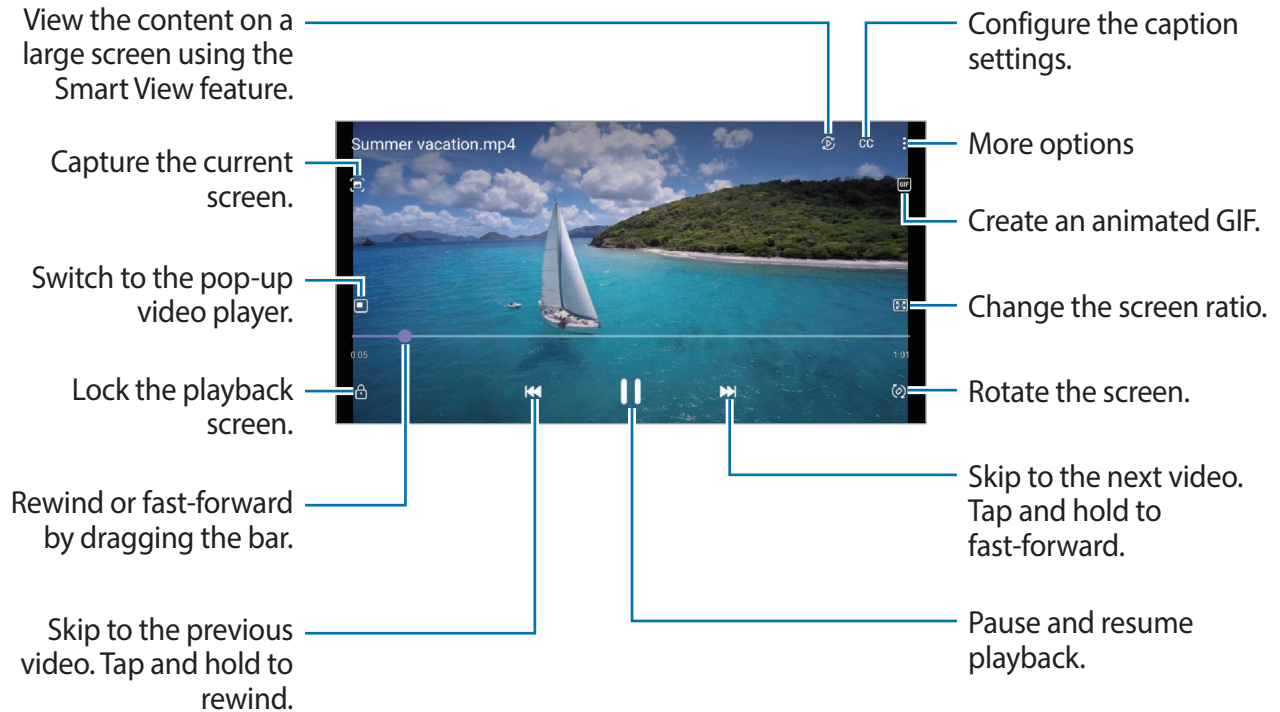 View the content on a
large screen using the
Smart View feature.
Capture the current
screen.
Switch to the pop-up
video player.
Lock the playback
screen.
Rewind or fast-forward
by dragging the bar.
Skip to the previous
video. Tap and hold to
rewind.
Summer vacation.mp4
CC
GIF
0:05
1:01
Configure the caption
settings.
More options
Create an animated GIF.
Change the screen ratio.
Rotate the screen.
Skip to the next video.
Tap and hold to
fast-forward.
Pause and resume
playback.